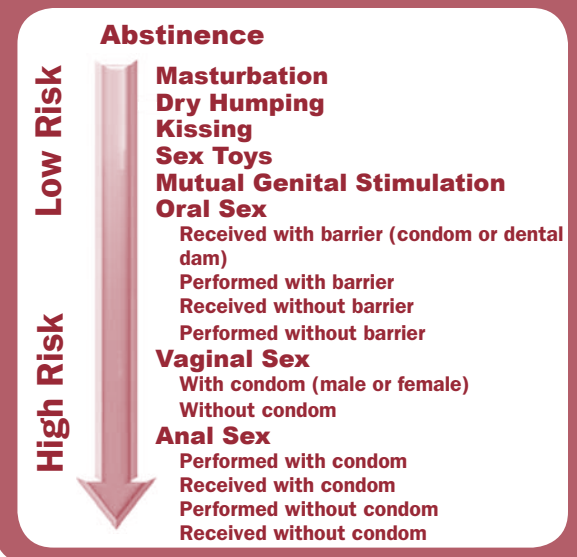 Abstinence
Low Risk
High Risk
Masturbation
Dry Humping
Kissing
Sex Toys
Mutual Genital Stimulation
Oral Sex
Received with barrier (condom or dental
dam)
Performed with barrier
Received without barrier
Performed without barrier
Vaginal Sex
With condom (male or female)
Without condom
Anal Sex
Performed with condom
Received with condom
Performed without condom
Received without condom